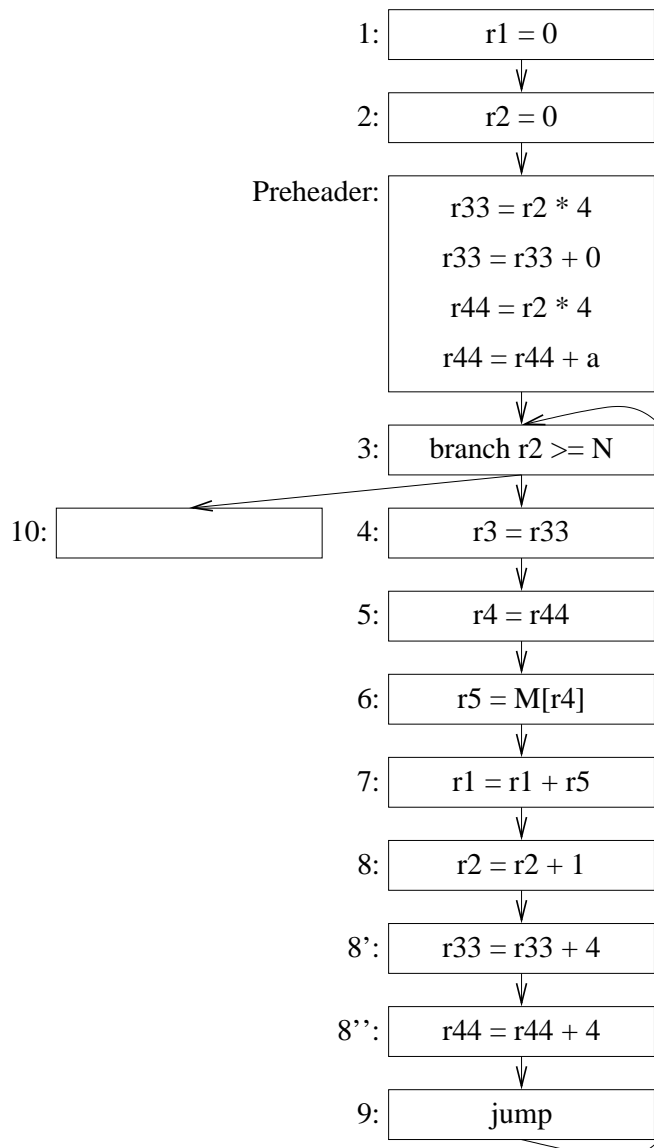 1: r1 = 0
2: r2 = 0
Preheader: r33 = r2 * 4
r33 = r33 + 0
r44 = r2 * 4
r44 = r44 + a
3: branch r2 >= N
10: 4: r3 = r33
5: r4 = r44
6: r5 = M[r4]
7: r1 = r1 + r5
8: r2 = r2 + 1
8': r33 = r33 + 4
8’’: r44 = r44 + 4
9: jump